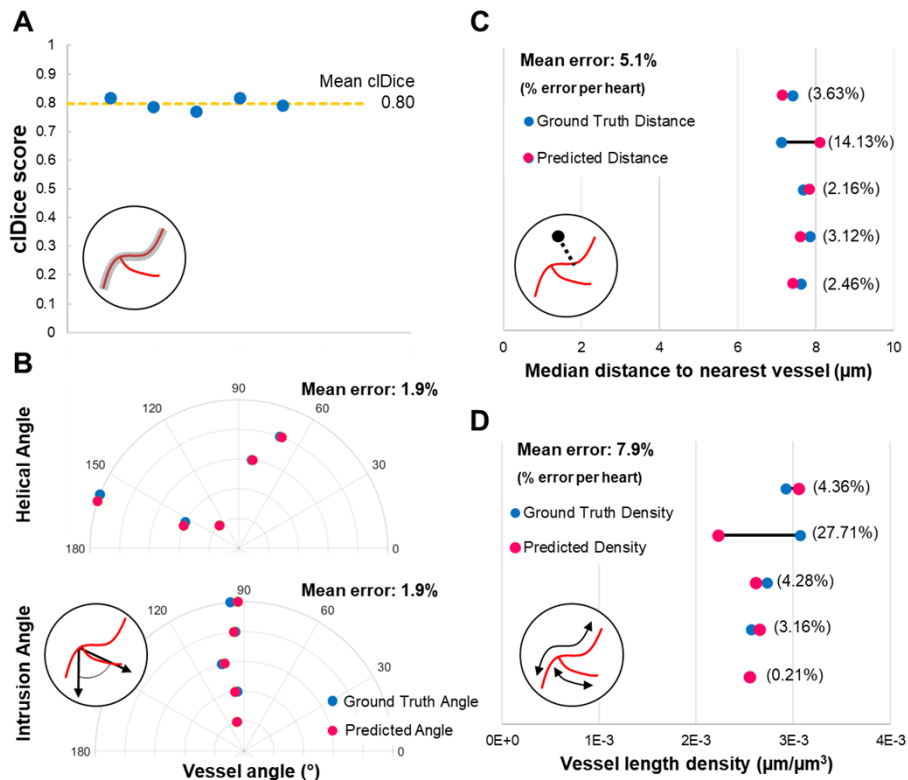 A
clDice score
1
0.9
0.8
0.7
0.6
0.5
0.4
0.3
0.2
0.1
0
Mean clDice
0.80
B
Helical Angle
Mean error: 1.9%
180
150
120
90
60
30
0
Intrusion Angle
Mean error: 1.9%
180
120
90
60
30
0
Ground Truth Angle
Predicted Angle
Vessel angle (°)
C
Mean error: 5.1%
(% error per heart)
Ground Truth Distance
Predicted Distance
(3.63%)
(14.13%)
(2.16%)
(3.12%)
(2.46%)
0 2 4 6 8 10
Median distance to nearest vessel (µm)
D
Mean error: 7.9%
(% error per heart)
Ground Truth Density
Predicted Density
(4.36%)
(27.71%)
(4.28%)
(3.16%)
(0.21%)
0E+0 1E-3 2E-3 3E-3 4E-3
Vessel length density (µm/µm³)